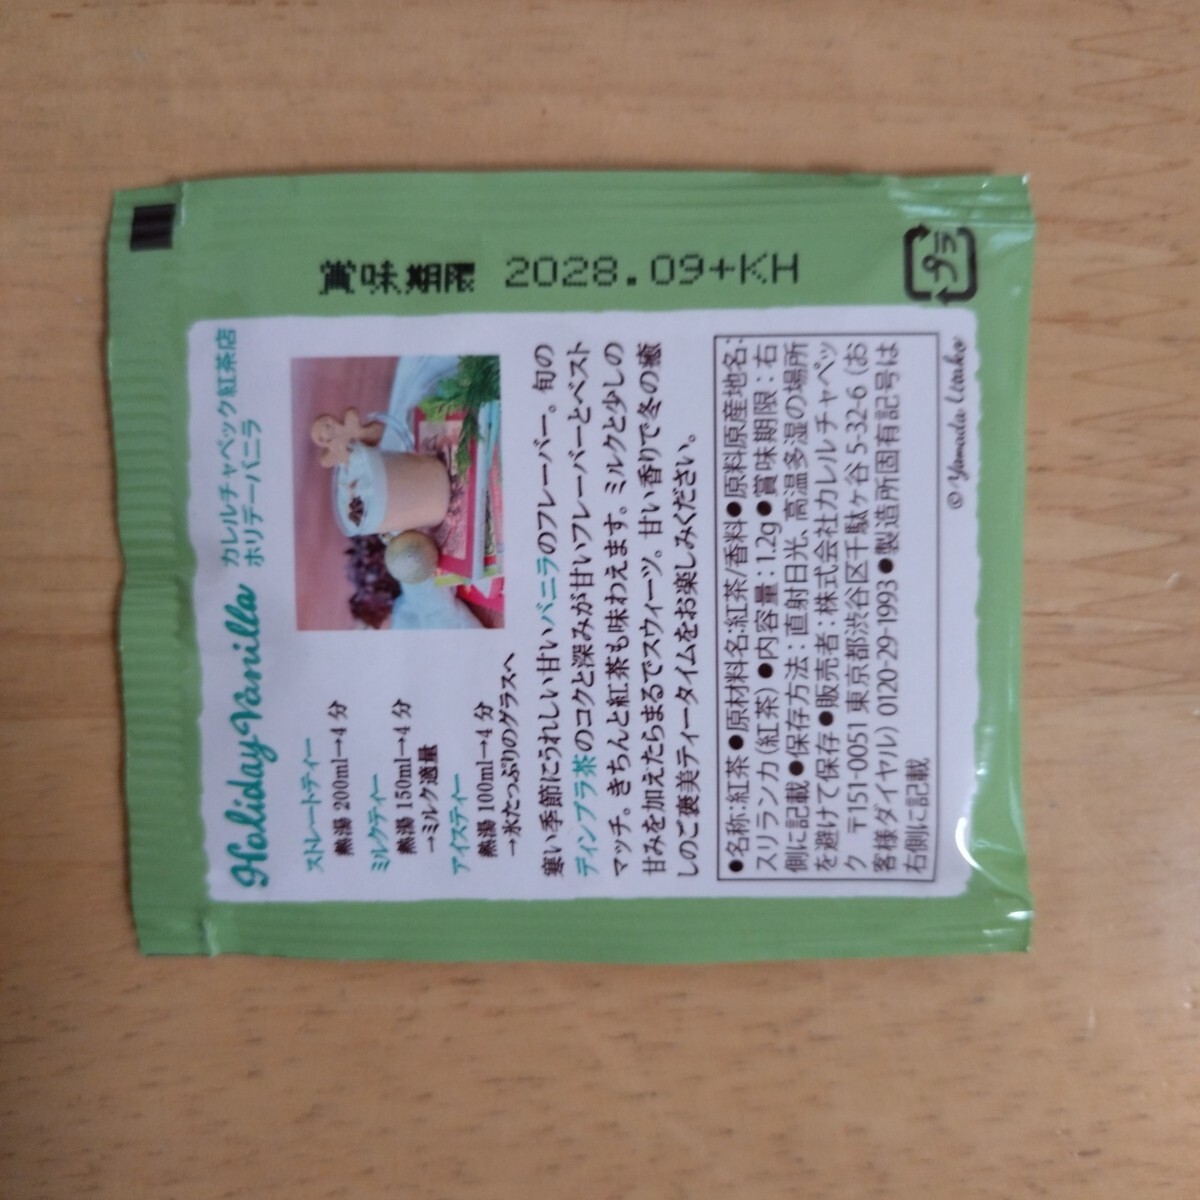 Holiday Vanilla
カレルチャペック紅茶店
ホリデーバニラ
ストレートティー
熱湯 200ml→4 分
ミルクティー
熱湯 150ml→4 分
→ミルク適量
アイスティー
熱湯 100ml→4 分
→氷たっぷりのグラスへ
寒い季節にうれしい甘いバニラのフレーバー。旬の
ディンブラ茶のコクと深みが甘いフレーバーとベスト
マッチ。きちんと紅茶も味わえます。ミルクと少しの
甘みを加えたらまるでスウィーツ。甘い香りで冬の癒
しのご褒美ティータイムをお楽しみください。
●名称:紅茶●原材料名:紅茶/香料●原料原産地名:
スリランカ(紅茶)●内容量:1.2g●賞味期限:右
側に記載●保存方法:直射日光、高温多湿の場所
を避けて保存●販売者:株式会社カレルチャペッ
ク 〒151-0051 東京都渋谷区千駄ヶ谷 5-32-6 (お
客様ダイヤル) 0120-29-1993●製造所固有記号は
右側に記載
© Yamada Utako
賞味期限 2028.09+KH
プラ